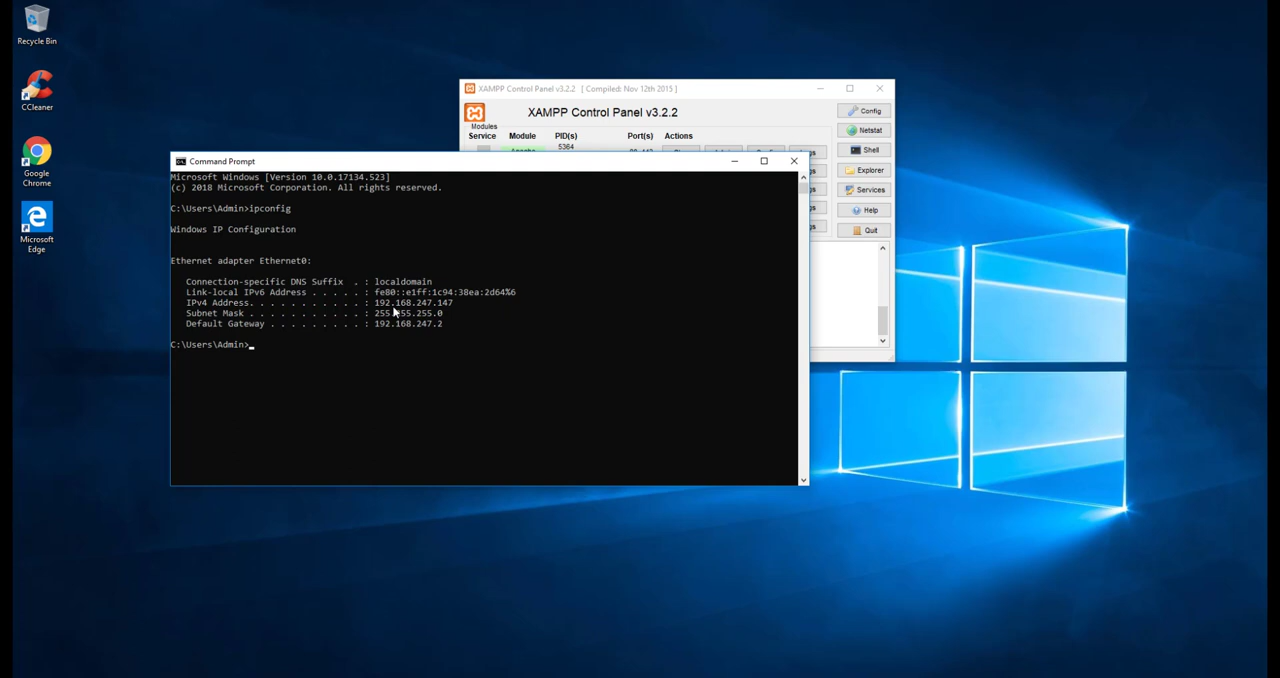 Recycle Bin
CCleaner
Google
Chrome
Microsoft
Edge
XAMPP Control Panel v3.2.2 [ Compiled: Nov 12th 2015 ]
XAMPP Control Panel v3.2.2
Modules
Service Module PID(s) Port(s) Actions
5364
Config
Netstat
Shell
Explorer
Services
Help
Quit
Command Prompt
Microsoft Windows [Version 10.0.17134.523]
(c) 2018 Microsoft Corporation. All rights reserved.
C:\Users\Admin>ipconfig
Windows IP Configuration
Ethernet adapter Ethernet0:
Connection-specific DNS Suffix . : localdomain
Link-local IPv6 Address . . . . . : fe80::e1ff:1c94:38ea:2d64%6
IPv4 Address. . . . . . . . . . . : 192.168.247.147
Subnet Mask . . . . . . . . . . . : 255.255.255.0
Default Gateway . . . . . . . . . : 192.168.247.2
C:\Users\Admin>